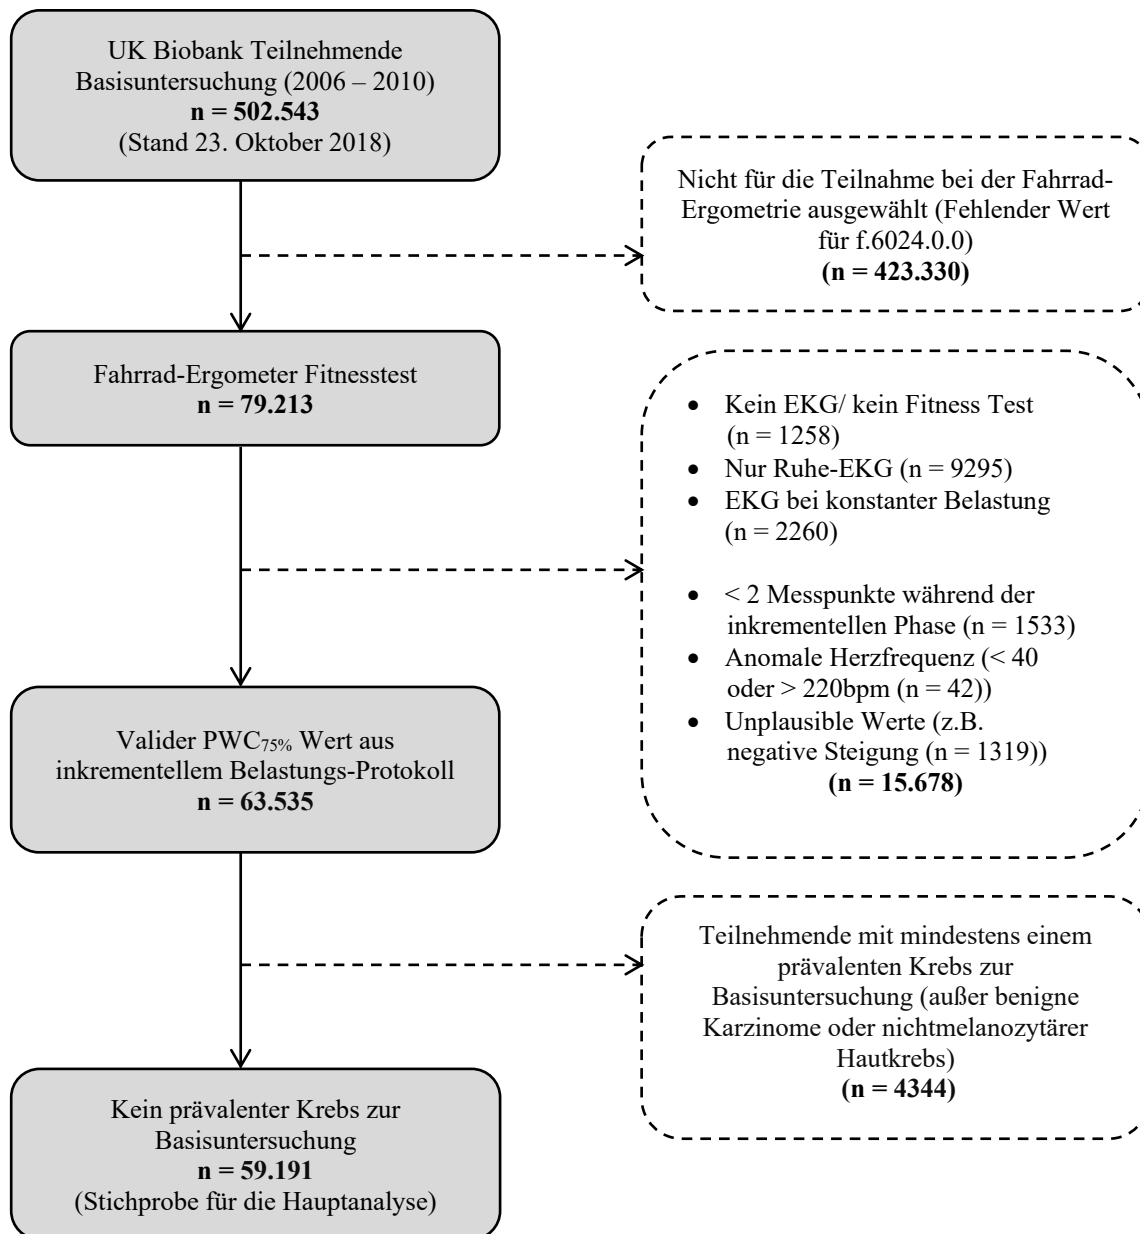 UK Biobank Teilnehmende
Basisuntersuchung (2006 – 2010)
n = 502.543
(Stand 23. Oktober 2018)
Nicht für die Teilnahme bei der Fahrrad-
Ergometrie ausgewählt (Fehlender Wert
für f.6024.0.0)
(n = 423.330)
Fahrrad-Ergometer Fitnesstest
n = 79.213
• Kein EKG/ kein Fitness Test
(n = 1258)
• Nur Ruhe-EKG (n = 9295)
• EKG bei konstanter Belastung
(n = 2260)
• < 2 Messpunkte während der
inkrementellen Phase (n = 1533)
• Anomale Herzfrequenz (< 40
oder > 220bpm (n = 42))
• Unplausible Werte (z.B.
negative Steigung (n = 1319))
(n = 15.678)
Valider PWC75% Wert aus
inkrementellem Belastungs-Protokoll
n = 63.535
Teilnehmende mit mindestens einem
prävalenten Krebs zur
Basisuntersuchung (außer benigne
Karzinome oder nichtmelanozytärer
Hautkrebs)
(n = 4344)
Kein prävalenter Krebs zur
Basisuntersuchung
n = 59.191
(Stichprobe für die Hauptanalyse)